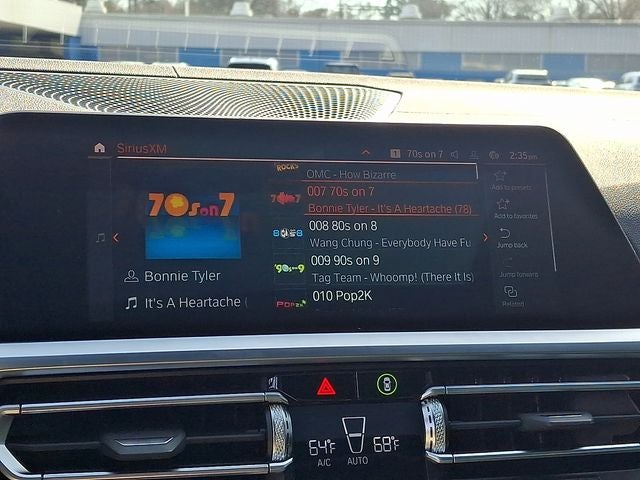 SiriusXM
1 70s on 7
2:35pm
ROCKS
OMC - How Bizarre
007 70s on 7
Bonnie Tyler - It's A Heartache (78)
008 80s on 8
Wang Chung - Everybody Have Fu
009 90s on 9
Tag Team - Whoomp! (There It Is)
010 Pop2K
70s on 7
Bonnie Tyler
It's A Heartache (
Add to presets
Add to favorites
Jump back
Jump forward
Related
64°F
A/C
AUTO
68°F